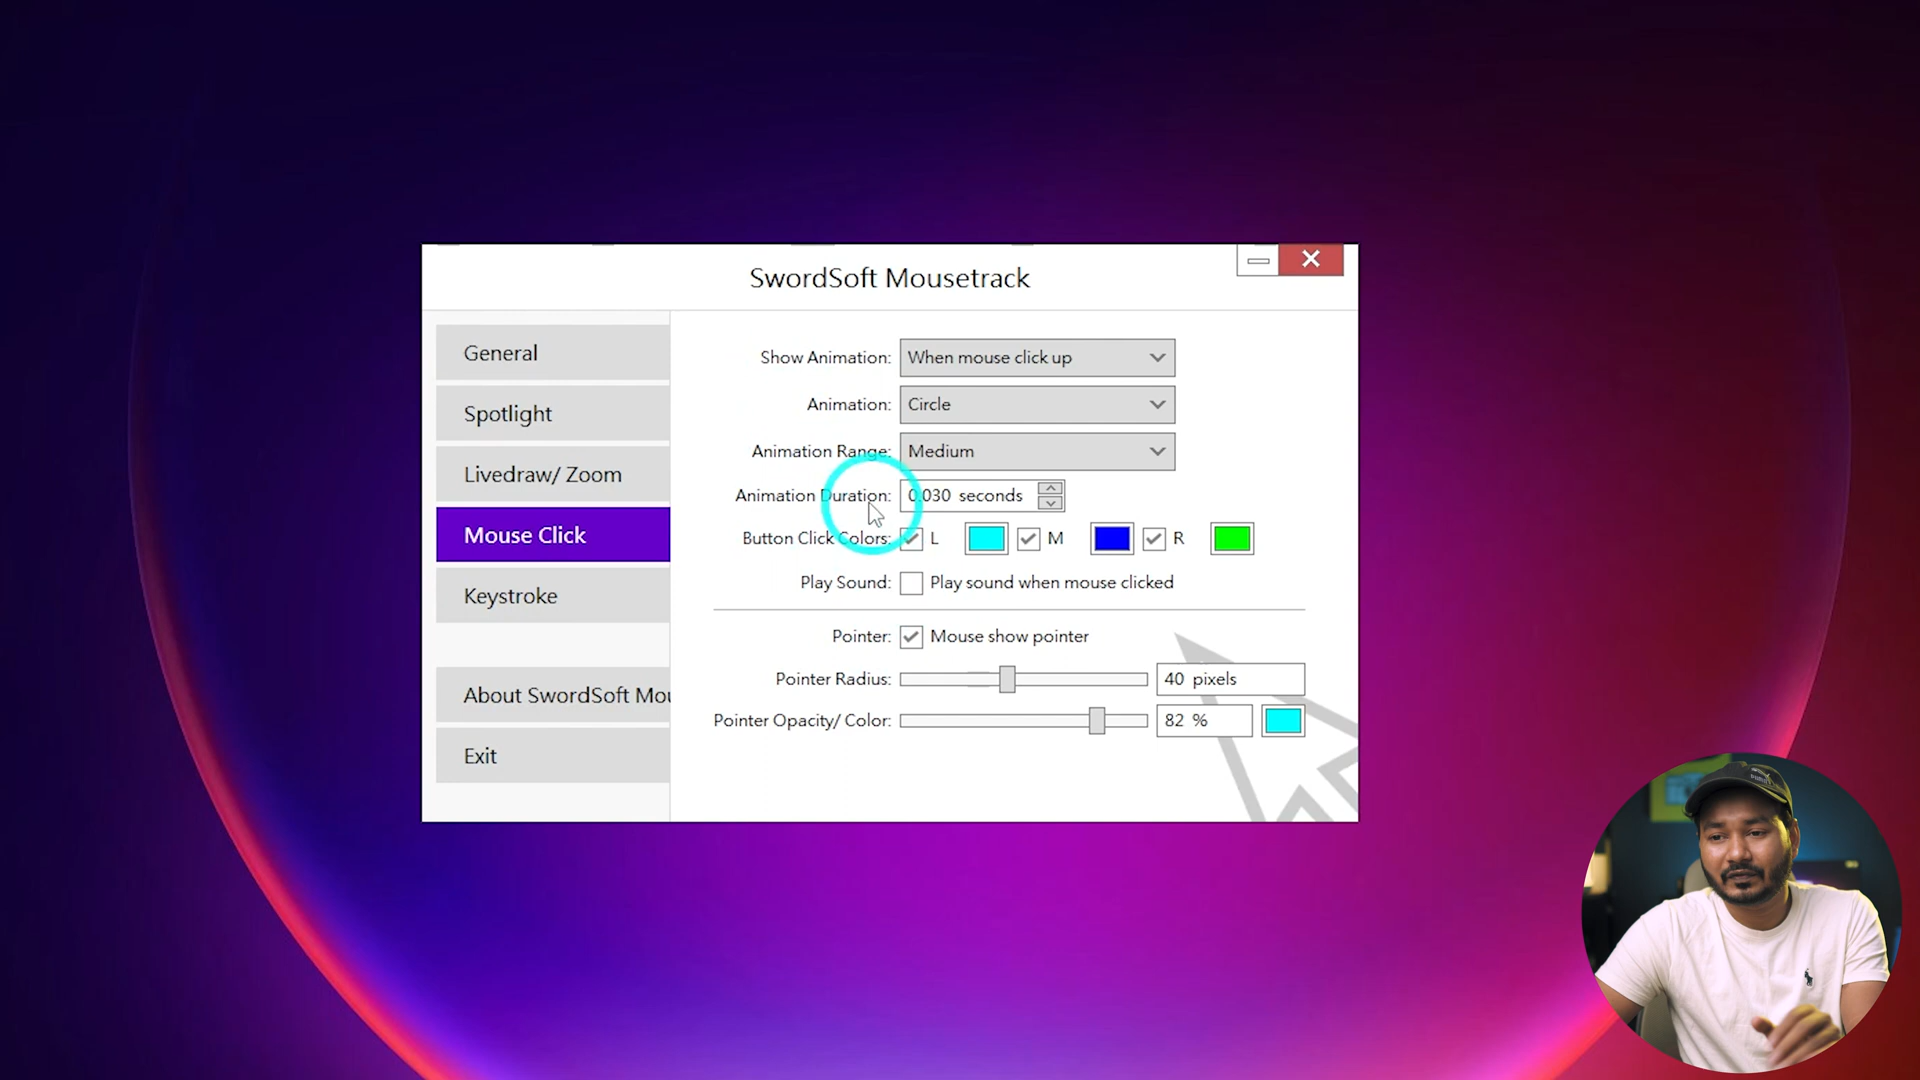 SwordSoft Mousetrack
General
Spotlight
Livedraw/ Zoom
Mouse Click
Keystroke
About SwordSoft Mou
Exit
Show Animation: When mouse click up
Animation: Circle
Animation Range: Medium
Animation Duration: 0.030 seconds
Button Click Colors: L M R
Play Sound: Play sound when mouse clicked
Pointer: Mouse show pointer
Pointer Radius: 40 pixels
Pointer Opacity/ Color: 82 %